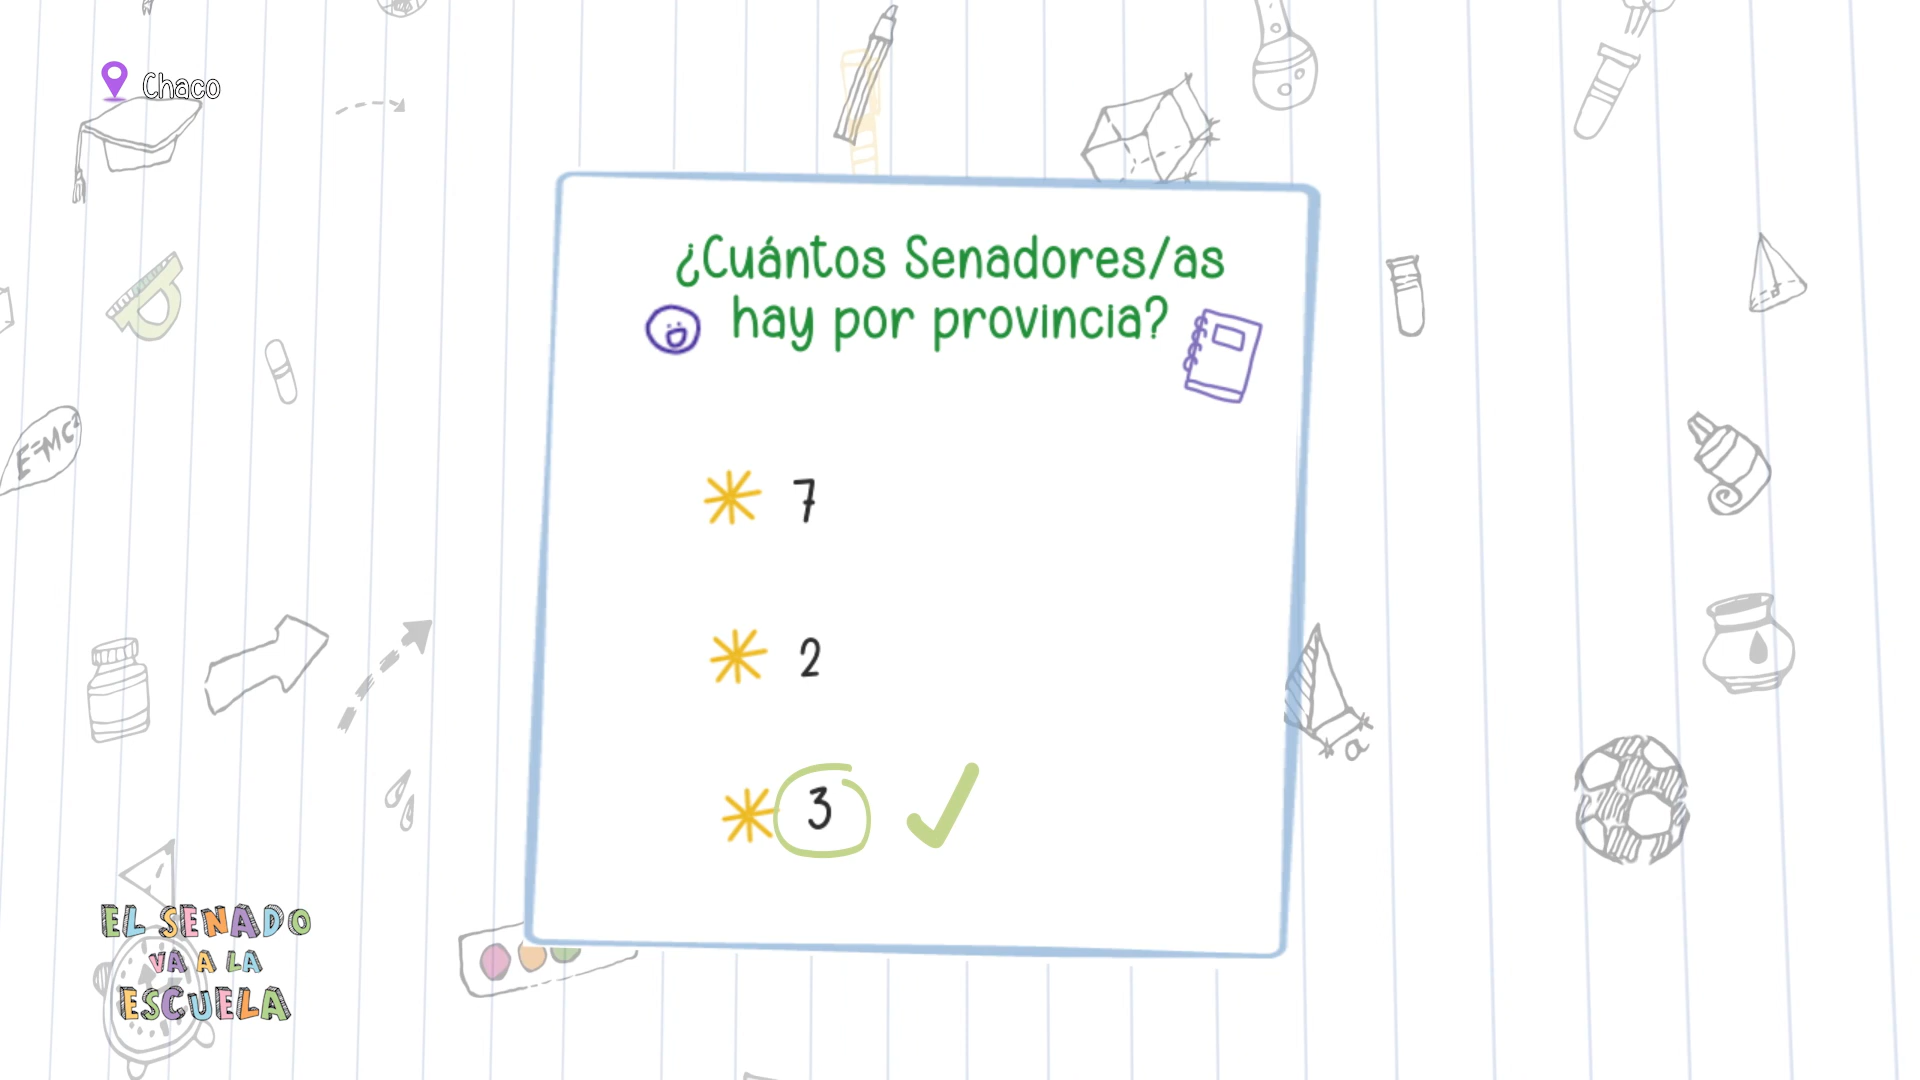 Chaco
¿Cuántos Senadores/as
hay por provincia?
7
2
3
E=MC²
a
EL SENADO
VA A LA
ESCUELA